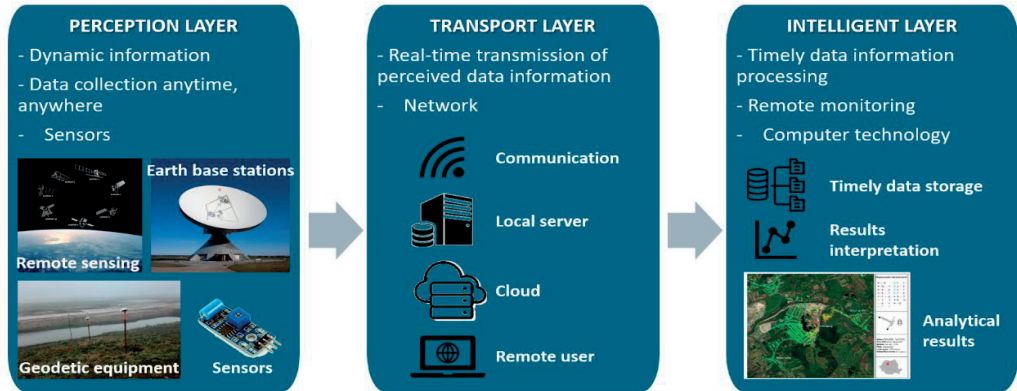 PERCEPTION LAYER
- Dynamic information
- Data collection anytime,
anywhere
- Sensors
Earth base stations
Remote sensing
Geodetic equipment
Sensors
TRANSPORT LAYER
- Real-time transmission of
perceived data information
- Network
Communication
Local server
Cloud
Remote user
INTELLIGENT LAYER
- Timely data information
processing
- Remote monitoring
- Computer technology
Timely data storage
Results
interpretation
Analytical
results